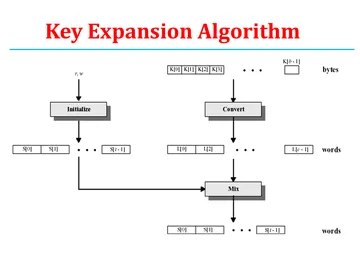 Key Expansion Algorithm
r, w
K[0] K[1] K[2] K[3] • • • K[b - 1] bytes
Initialize Convert
S[0] S[1] • • • S[t - 1] L[0] L[2] • • • L[c - 1] words
Mix
S[0] S[1] • • • S[t - 1] words